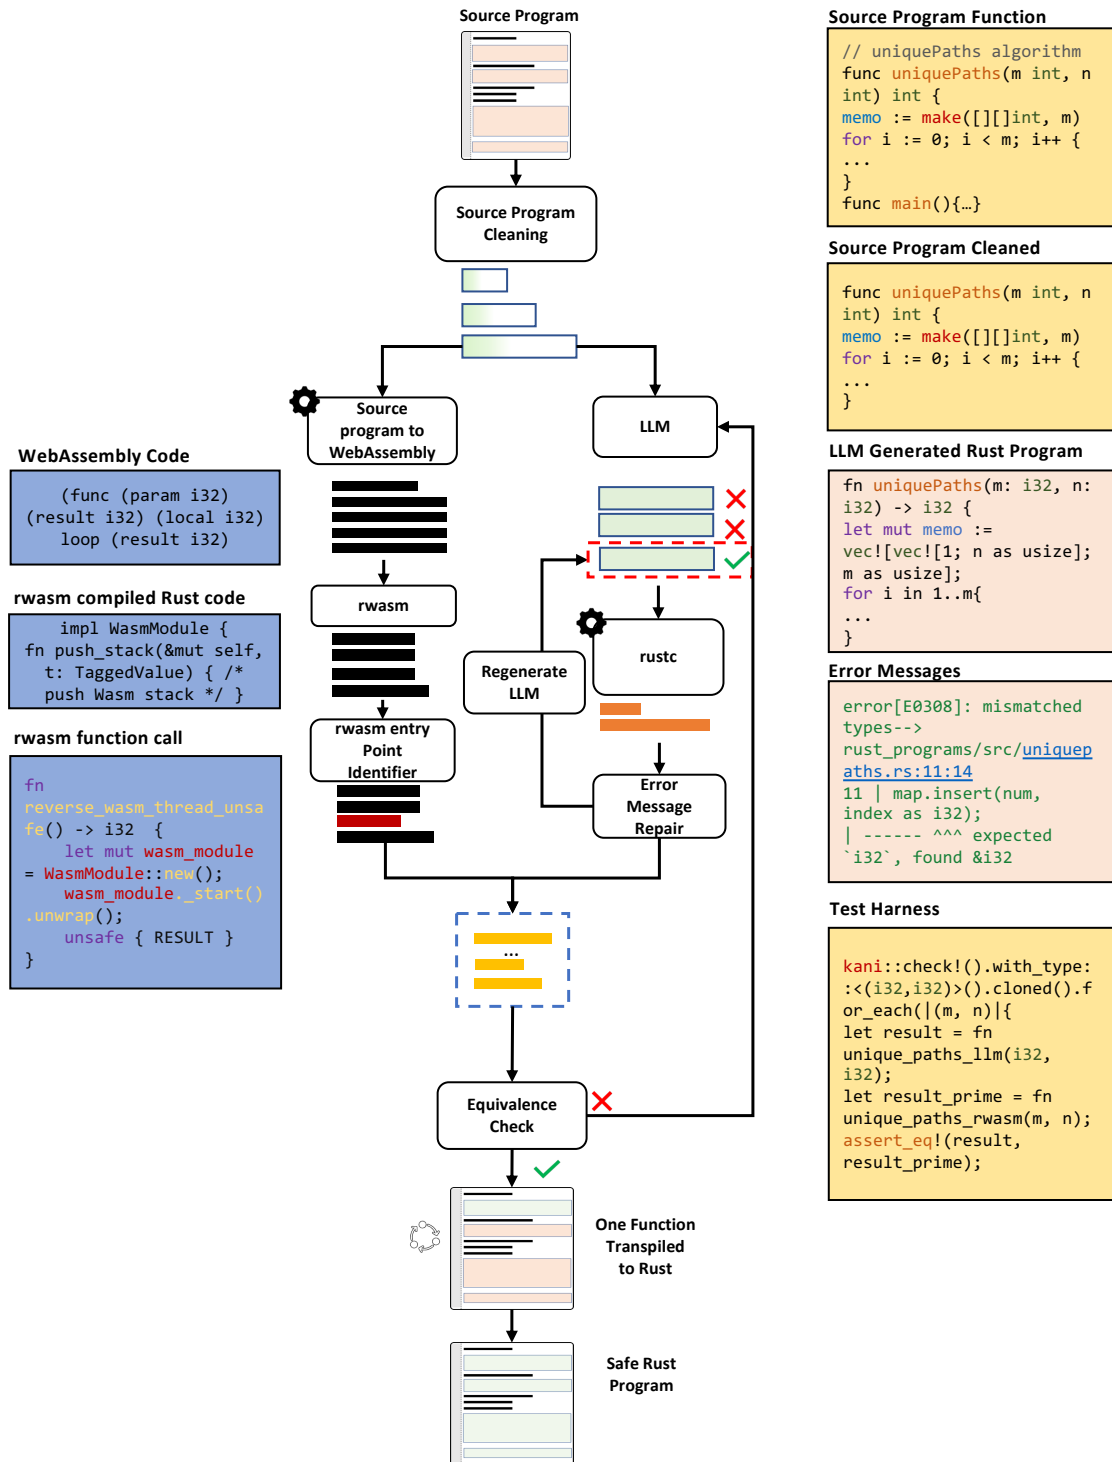 Source Program
Source Program
Cleaning
Source
program to
WebAssembly
LLM
rwasm
rustc
Regenerate
LLM
rwasm entry
Point
Identifier
Error
Message
Repair
...
Equivalence
Check
One Function
Transpiled
to Rust
Safe Rust
Program
WebAssembly Code
(func (param i32)
(result i32) (local i32)
loop (result i32)
rwasm compiled Rust code
impl WasmModule {
fn push_stack(&mut self,
t: TaggedValue) { /*
push Wasm stack */ }
rwasm function call
fn
reverse_wasm_thread_unsa
fe() -> i32  {
    let mut wasm_module
= WasmModule::new();
    wasm_module._start()
.unwrap();
    unsafe { RESULT }
}
Source Program Function
// uniquePaths algorithm
func uniquePaths(m int, n
int) int {
memo := make([][]int, m)
for i := 0; i < m; i++ {
...
}
func main(){…}
Source Program Cleaned
func uniquePaths(m int, n
int) int {
memo := make([][]int, m)
for i := 0; i < m; i++ {
...
}
LLM Generated Rust Program
fn uniquePaths(m: i32, n:
i32) -> i32 {
let mut memo :=
vec![vec![1; n as usize];
m as usize];
for i in 1..m{
...
}
Error Messages
error[E0308]: mismatched
types-->
rust_programs/src/uniquep
aths.rs:11:14
11 | map.insert(num,
index as i32);
| ------ ^^^ expected
`i32`, found &i32
Test Harness
kani::check!().with_type:
:<(i32,i32)>().cloned().f
or_each(|(m, n)|{
let result = fn
unique_paths_llm(i32,
i32);
let result_prime = fn
unique_paths_rwasm(m, n);
assert_eq!(result,
result_prime);